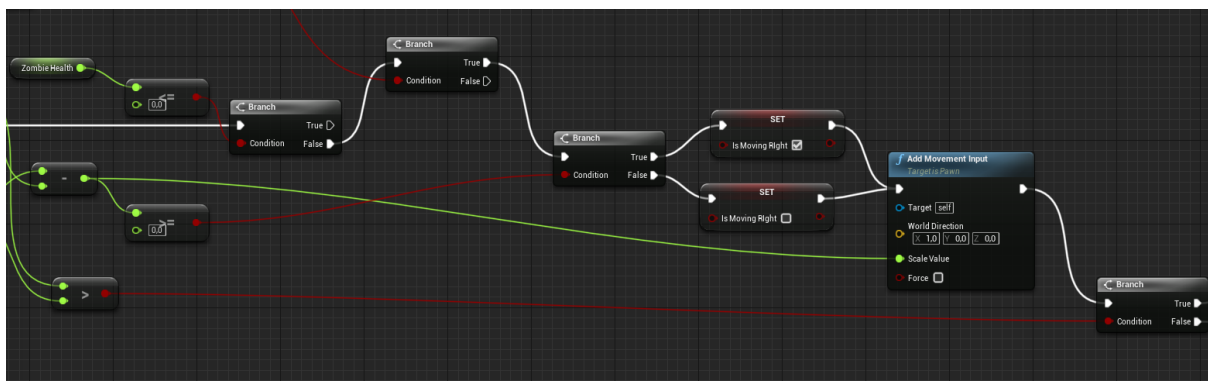 Branch
True
Condition
False
Zombie Health
<=
0,0
Branch
True
Condition
False
SET
Is Moving RIght
Branch
True
Condition
False
-
>=
0,0
SET
Is Moving RIght
Add Movement Input
Target is Pawn
Target self
World Direction
X 1,0 Y 0,0 Z 0,0
Scale Value
Force
>
Branch
True
Condition
False